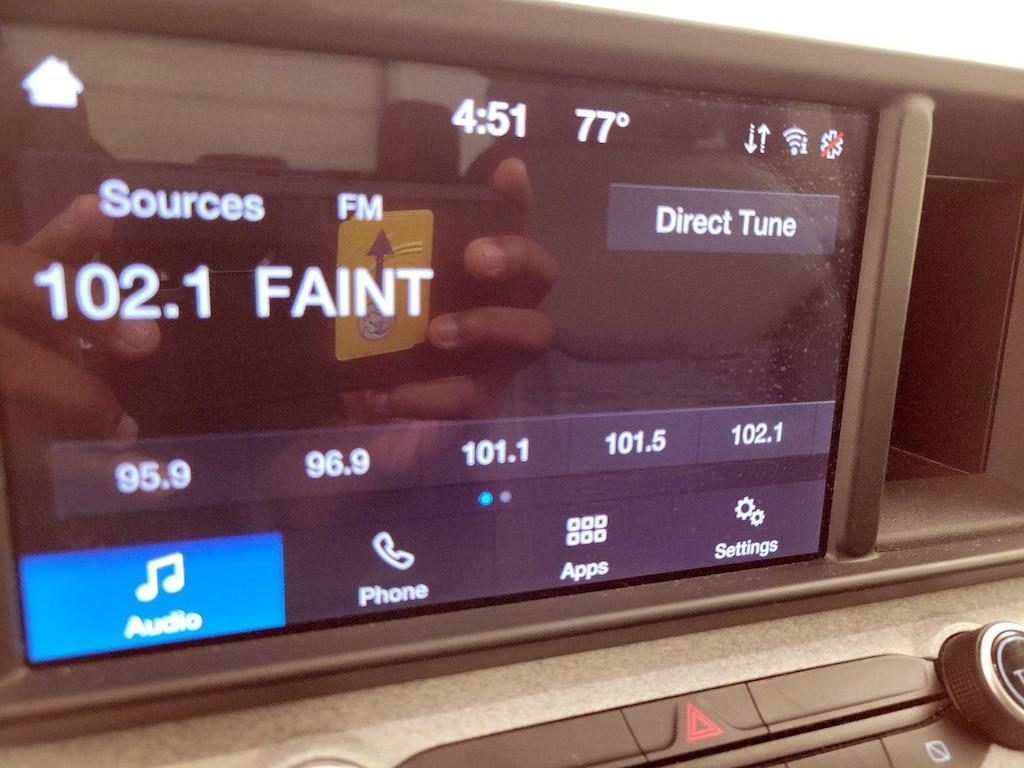 4:51 77°
Sources FM
Direct Tune
102.1 FAINT
95.9 96.9 101.1 101.5 102.1
Audio Phone Apps Settings